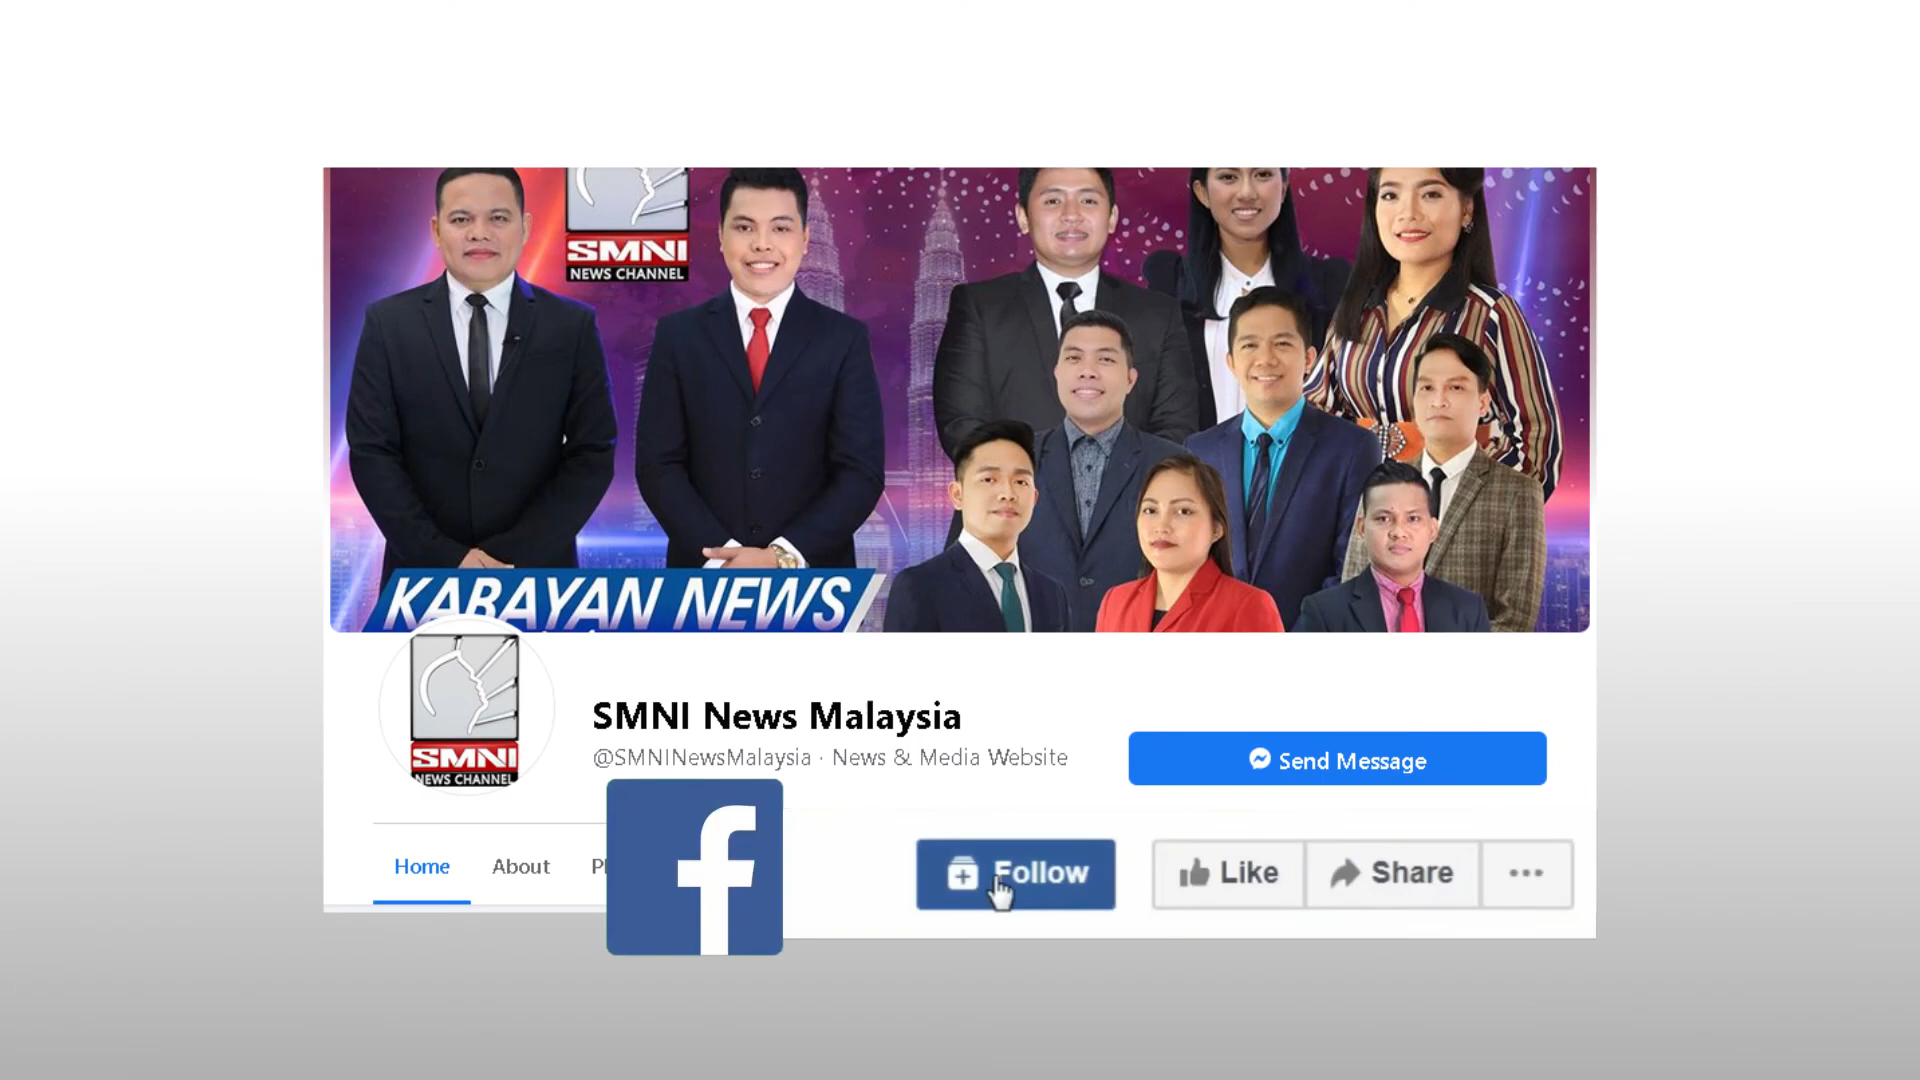 SMNI
NEWS CHANNEL
KABAYAN NEWS
SMNI
NEWS CHANNEL
SMNI News Malaysia
@SMNINewsMalaysia · News & Media Website
Send Message
Home About
f
Follow Like Share